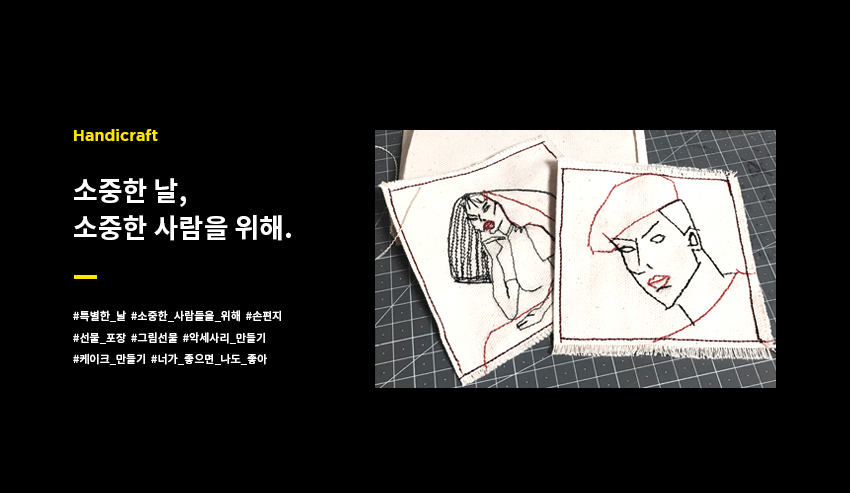 Handicraft
소중한 날,
소중한 사람을 위해.
#특별한_날 #소중한_사람들을_위해 #손편지
#선물_포장 #그림선물 #악세사리_만들기
#케이크_만들기 #너가_좋으면_나도_좋아